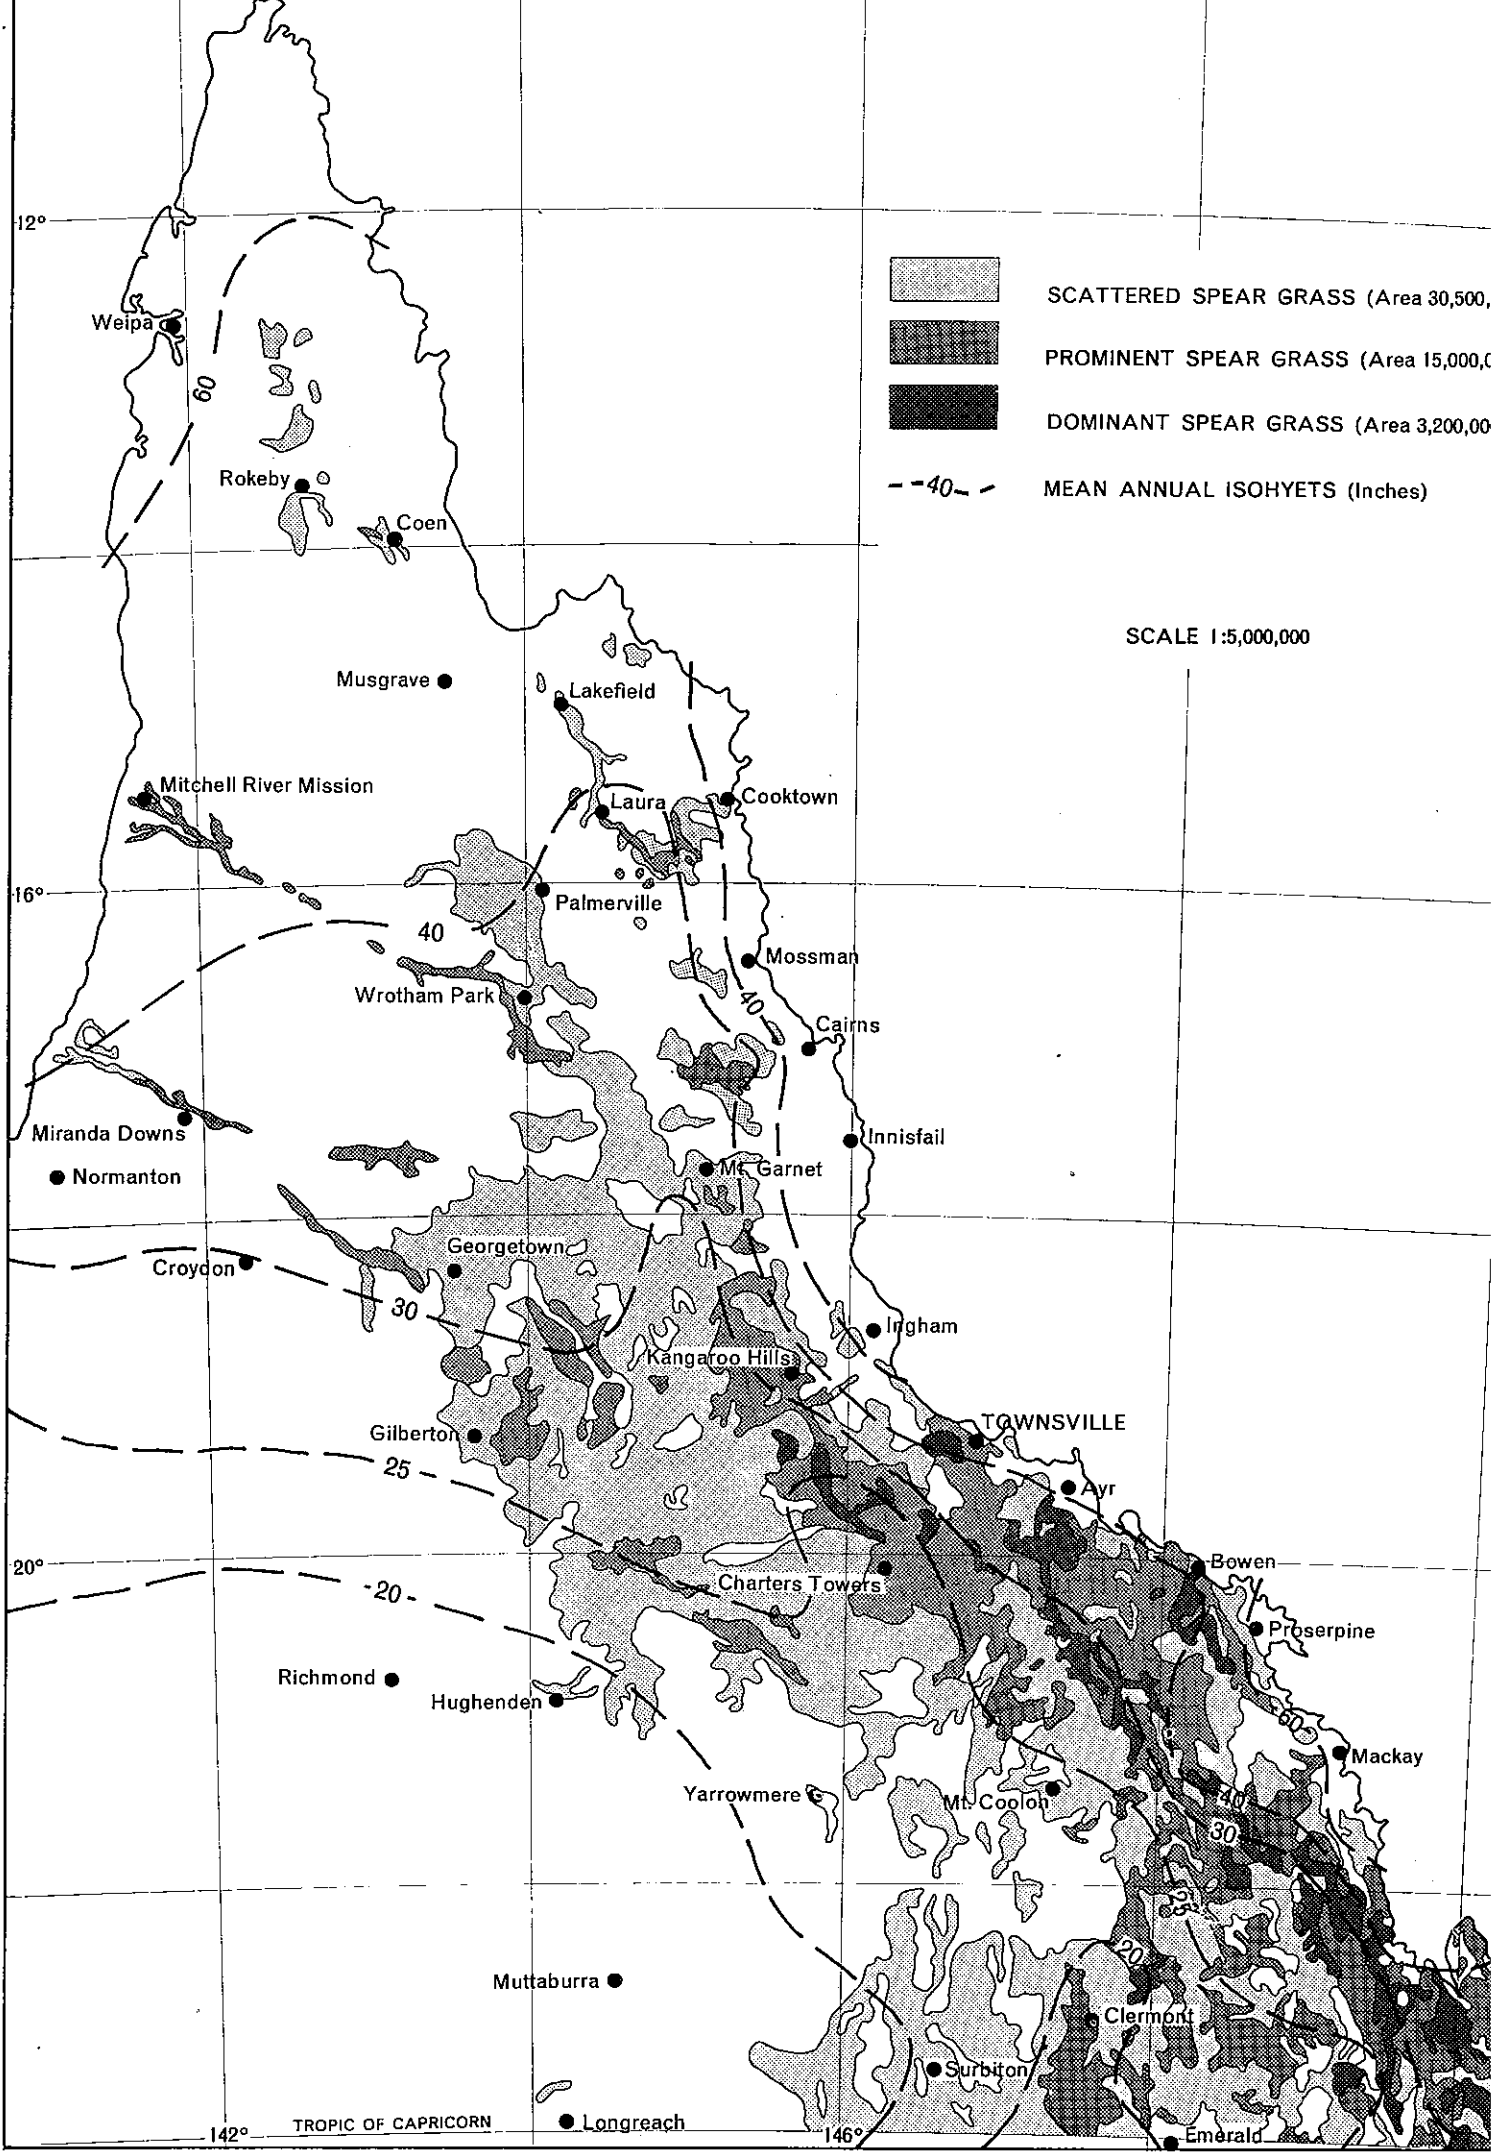 12°
SCATTERED SPEAR GRASS (Area 30,500,
Weipa
PROMINENT SPEAR GRASS (Area 15,000,0
60
DOMINANT SPEAR GRASS (Area 3,200,00
Rokeby
--40-- MEAN ANNUAL ISOHYETS (Inches)
Coen
SCALE 1:5,000,000
Musgrave
Lakefield
Mitchell River Mission
Laura
Cooktown
16°
Palmerville
40
Mossman
Wrotham Park
40
Cairns
Miranda Downs
Innisfail
Normanton
Mt. Garnet
Georgetown
Croydon
30
Ingham
Kangaroo Hills
Gilberton
TOWNSVILLE
25
Ayr
20°
Bowen
Charters Towers
20
Proserpine
Richmond
Hughenden
60
Mackay
Yarrowmere
Mt. Coolon
40
30
25
20
Muttaburra
Clermont
Surbiton
142°
TROPIC OF CAPRICORN
Longreach
146°
Emerald